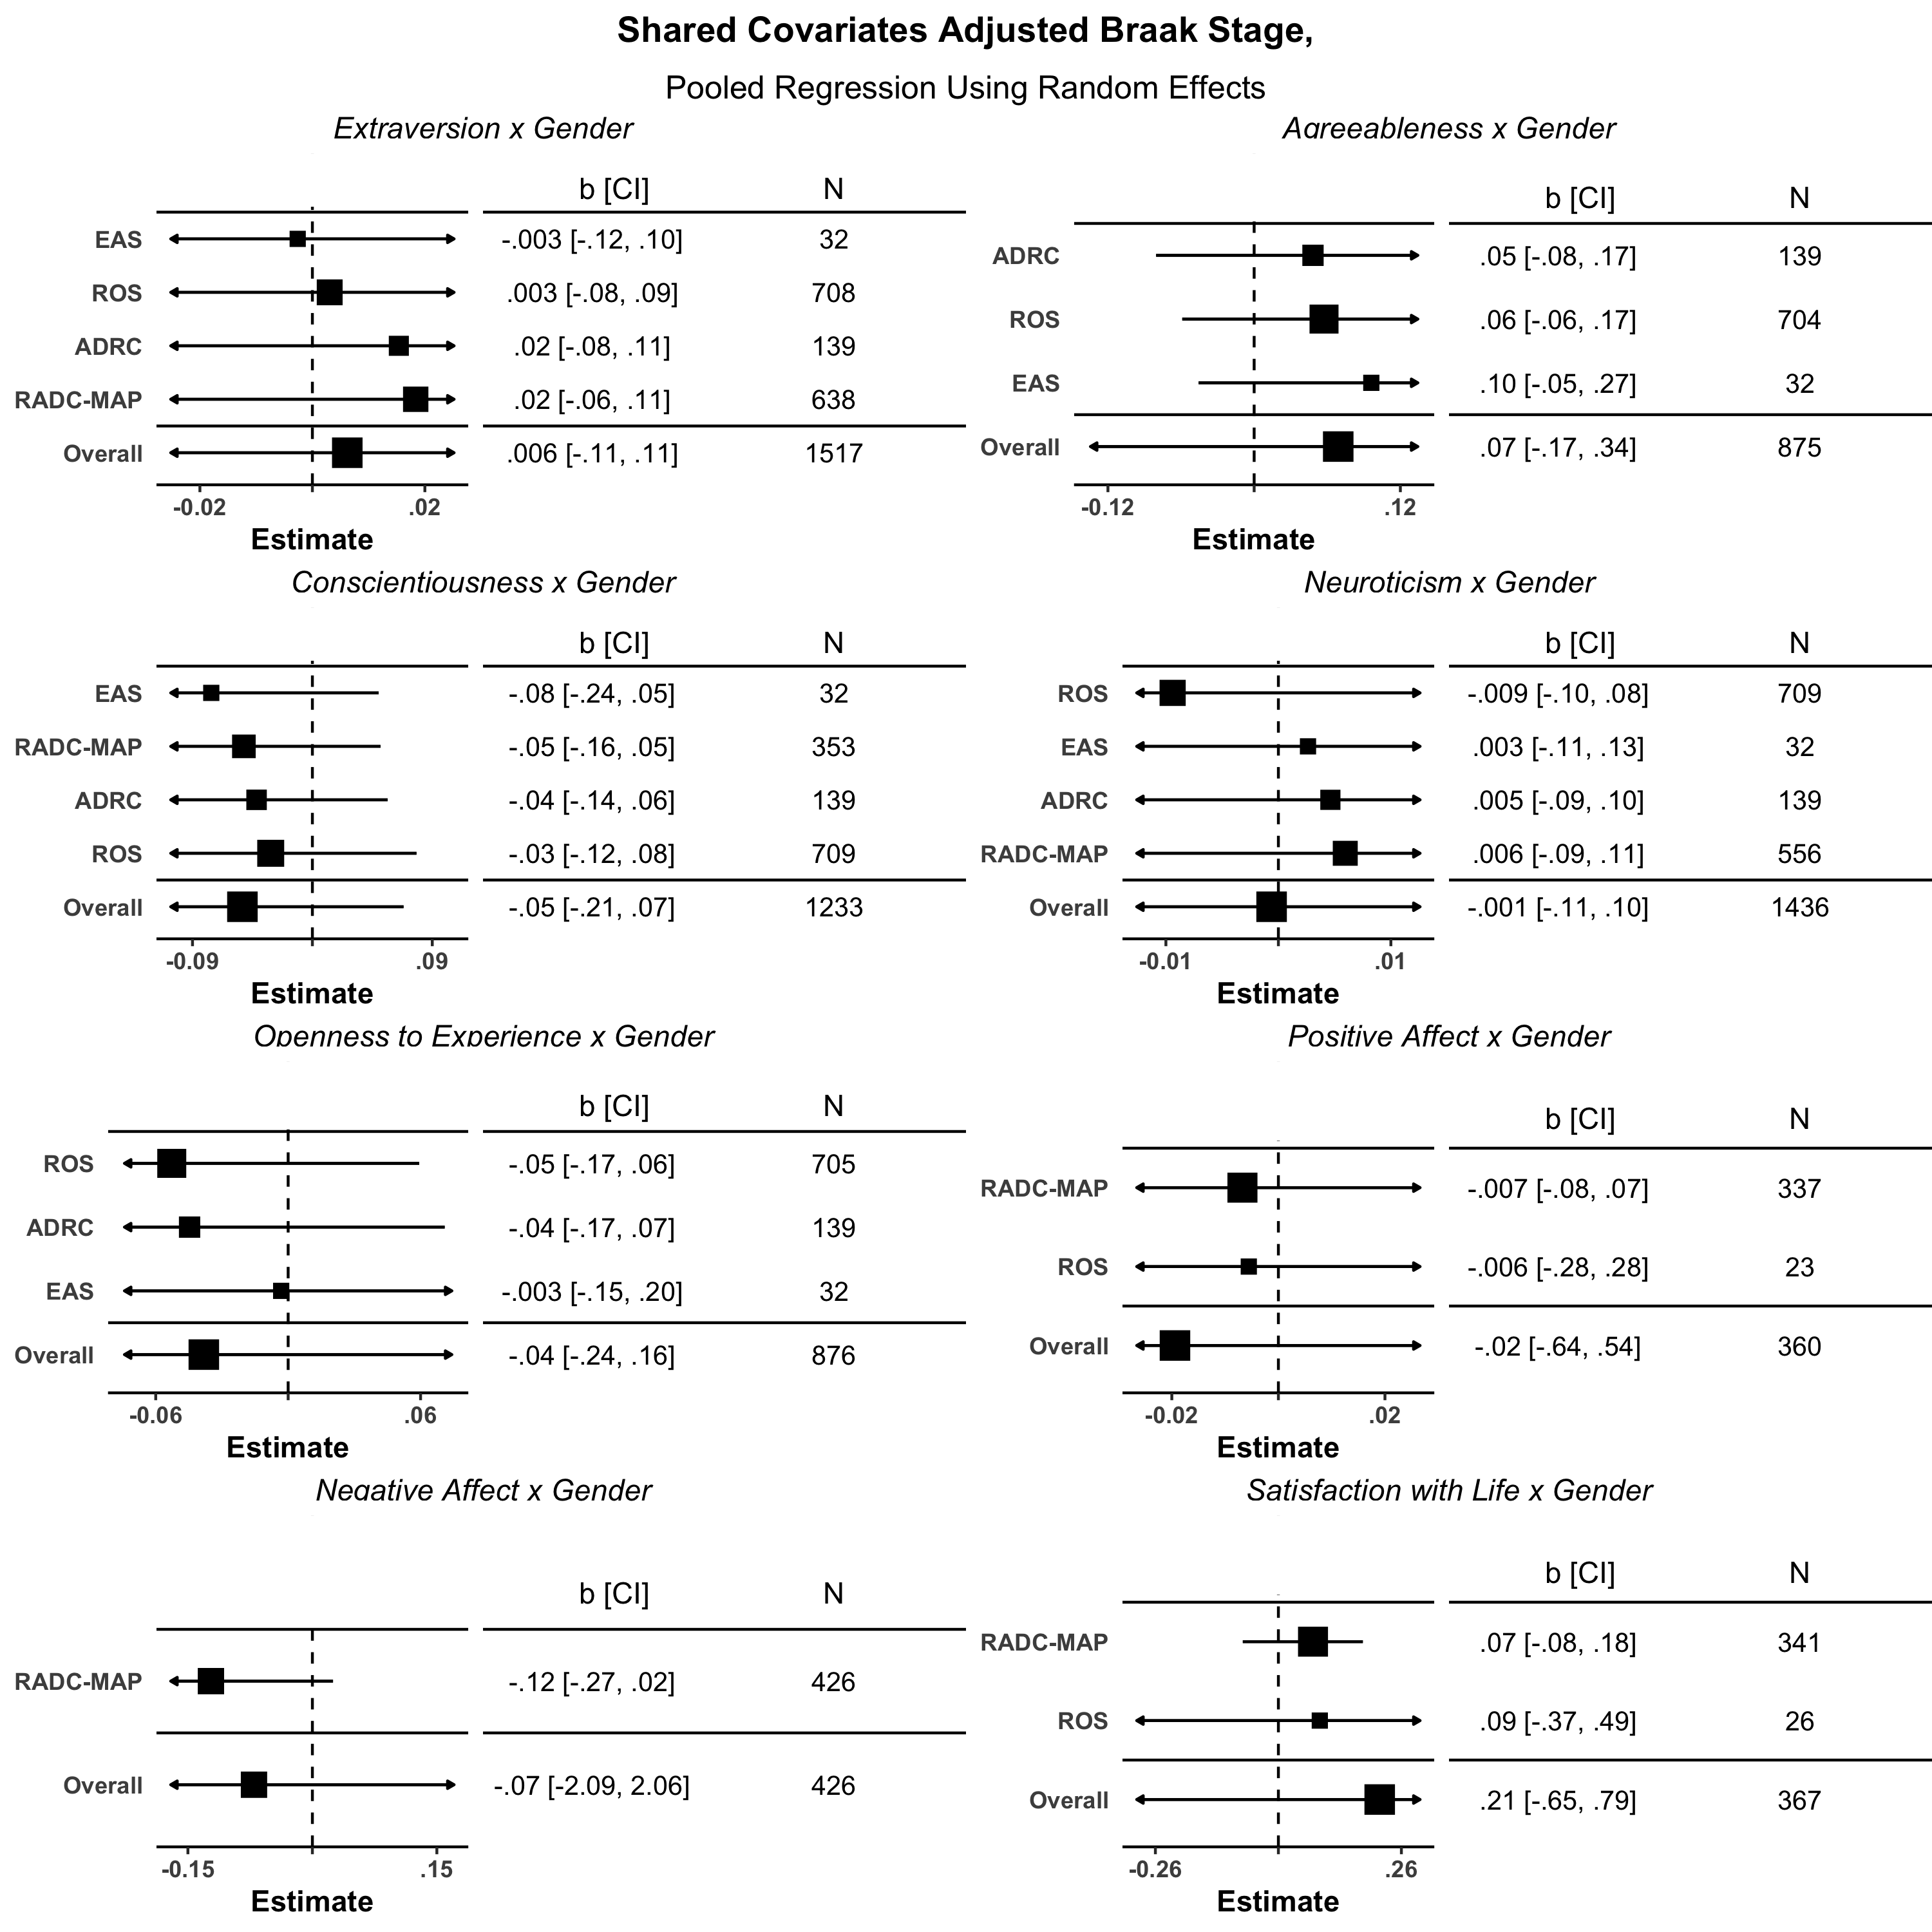 Shared Covariates Adjusted Braak Stage,
Pooled Regression Using Random Effects
Extraversion x Gender
b [CI] N
EAS -.003 [-.12, .10] 32
ROS .003 [-.08, .09] 708
ADRC .02 [-.08, .11] 139
RADC-MAP .02 [-.06, .11] 638
Overall .006 [-.11, .11] 1517
-0.02 .02
Estimate
Agreeableness x Gender
b [CI] N
ADRC .05 [-.08, .17] 139
ROS .06 [-.06, .17] 704
EAS .10 [-.05, .27] 32
Overall .07 [-.17, .34] 875
-0.12 .12
Estimate
Conscientiousness x Gender
b [CI] N
EAS -.08 [-.24, .05] 32
RADC-MAP -.05 [-.16, .05] 353
ADRC -.04 [-.14, .06] 139
ROS -.03 [-.12, .08] 709
Overall -.05 [-.21, .07] 1233
-0.09 .09
Estimate
Neuroticism x Gender
b [CI] N
ROS -.009 [-.10, .08] 709
EAS .003 [-.11, .13] 32
ADRC .005 [-.09, .10] 139
RADC-MAP .006 [-.09, .11] 556
Overall -.001 [-.11, .10] 1436
-0.01 .01
Estimate
Openness to Experience x Gender
b [CI] N
ROS -.05 [-.17, .06] 705
ADRC -.04 [-.17, .07] 139
EAS -.003 [-.15, .20] 32
Overall -.04 [-.24, .16] 876
-0.06 .06
Estimate
Positive Affect x Gender
b [CI] N
RADC-MAP -.007 [-.08, .07] 337
ROS -.006 [-.28, .28] 23
Overall -.02 [-.64, .54] 360
-0.02 .02
Estimate
Negative Affect x Gender
b [CI] N
RADC-MAP -.12 [-.27, .02] 426
Overall -.07 [-2.09, 2.06] 426
-0.15 .15
Estimate
Satisfaction with Life x Gender
b [CI] N
RADC-MAP .07 [-.08, .18] 341
ROS .09 [-.37, .49] 26
Overall .21 [-.65, .79] 367
-0.26 .26
Estimate